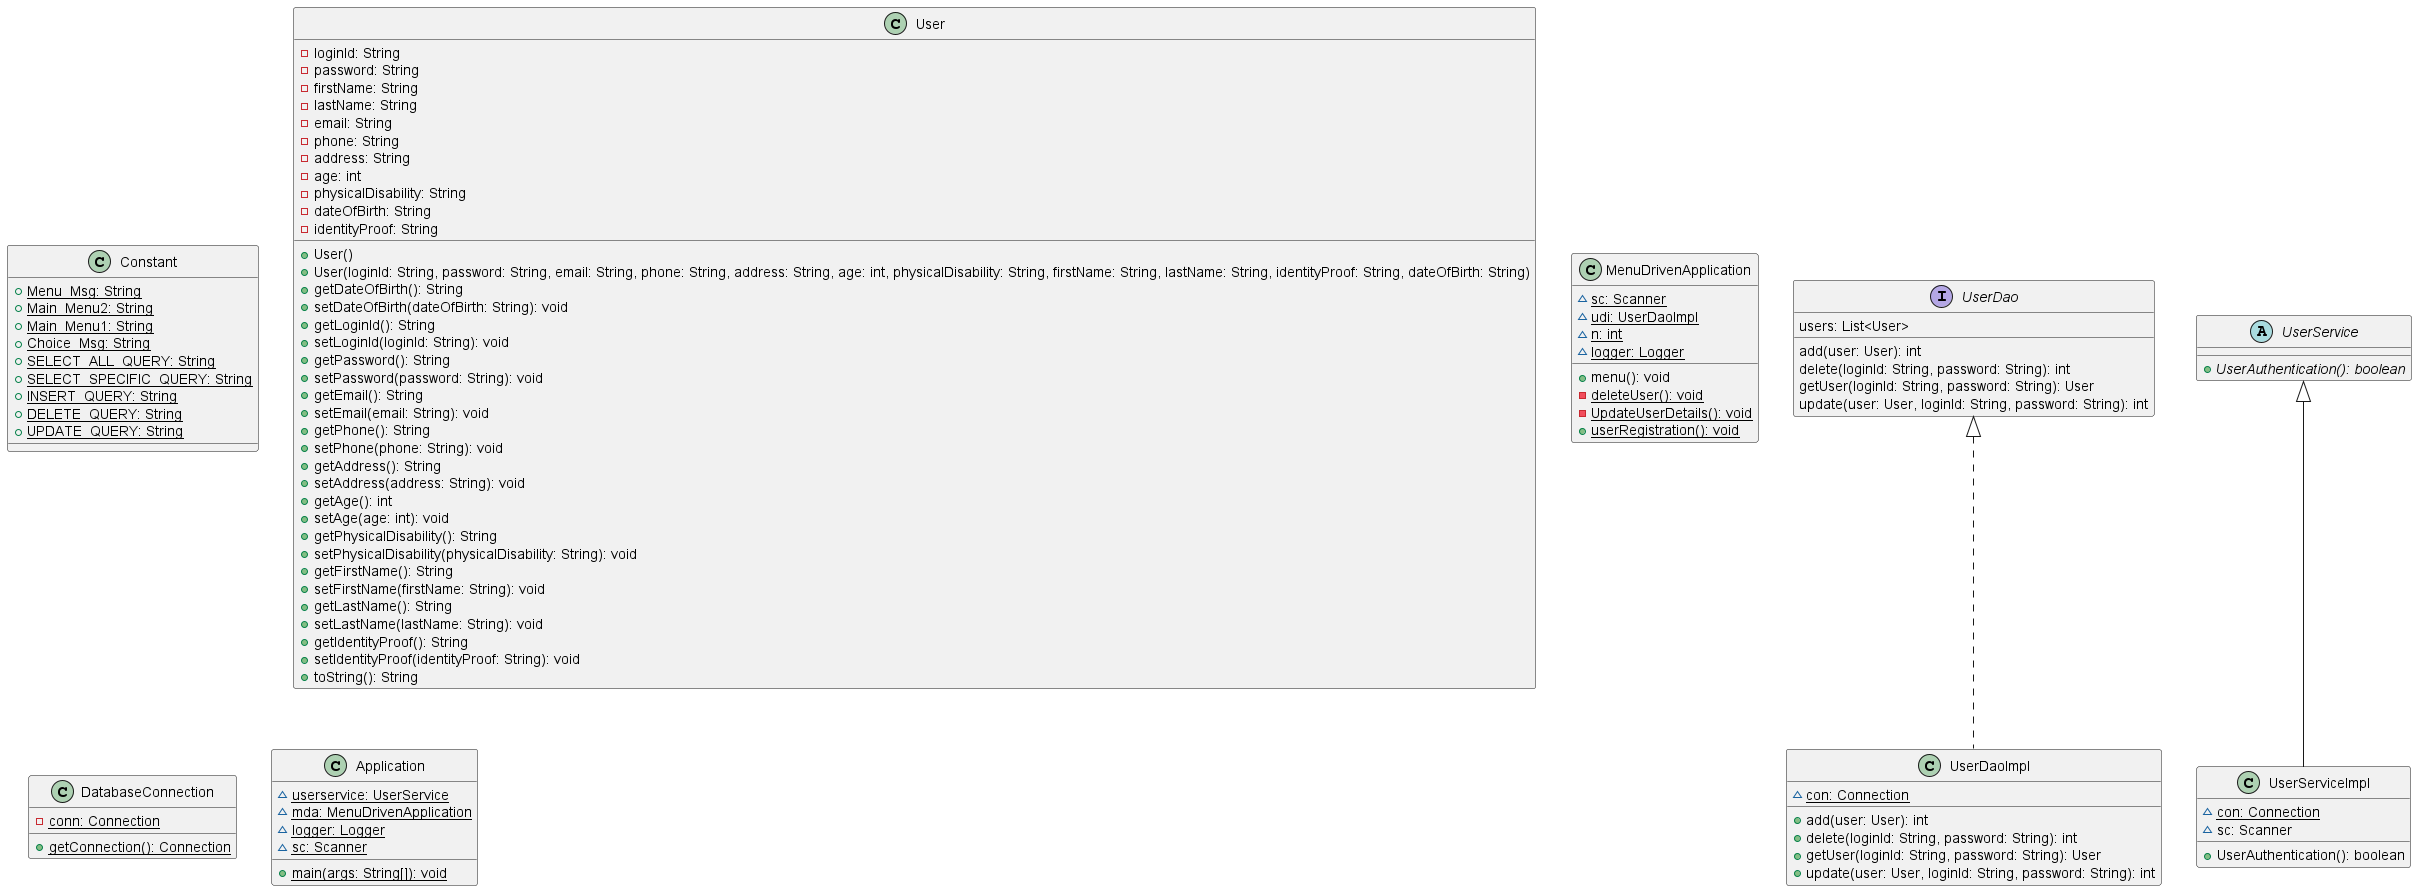 C User
loginId: String
password: String
firstName: String
lastName: String
email: String
phone: String
address: String
age: int
physicalDisability: String
dateOfBirth: String
identityProof: String
User()
User(loginId: String, password: String, email: String, phone: String, address: String, age: int, physicalDisability: String, firstName: String, lastName: String, identityProof: String, dateOfBirth: String)
getDateOfBirth(): String
setDateOfBirth(dateOfBirth: String): void
getLoginId(): String
setLoginId(loginId: String): void
getPassword(): String
setPassword(password: String): void
getEmail(): String
setEmail(email: String): void
getPhone(): String
setPhone(phone: String): void
getAddress(): String
setAddress(address: String): void
getAge(): int
setAge(age: int): void
getPhysicalDisability(): String
setPhysicalDisability(physicalDisability: String): void
getFirstName(): String
setFirstName(firstName: String): void
getLastName(): String
setLastName(lastName: String): void
getIdentityProof(): String
setIdentityProof(identityProof: String): void
toString(): String
C Constant
Menu_Msg: String
Main_Menu2: String
Main_Menu1: String
Choice_Msg: String
SELECT_ALL_QUERY: String
SELECT_SPECIFIC_QUERY: String
INSERT_QUERY: String
DELETE_QUERY: String
UPDATE_QUERY: String
C MenuDrivenApplication
~ sc: Scanner
~ udi: UserDaoImpl
~ n: int
~ logger: Logger
menu(): void
deleteUser(): void
UpdateUserDetails(): void
userRegistration(): void
I UserDao
users: List<User>
add(user: User): int
delete(loginId: String, password: String): int
getUser(loginId: String, password: String): User
update(user: User, loginId: String, password: String): int
A UserService
UserAuthentication(): boolean
C DatabaseConnection
conn: Connection
getConnection(): Connection
C Application
~ userservice: UserService
~ mda: MenuDrivenApplication
~ logger: Logger
~ sc: Scanner
main(args: String[]): void
C UserDaoImpl
~ con: Connection
add(user: User): int
delete(loginId: String, password: String): int
getUser(loginId: String, password: String): User
update(user: User, loginId: String, password: String): int
C UserServiceImpl
~ con: Connection
~ sc: Scanner
UserAuthentication(): boolean